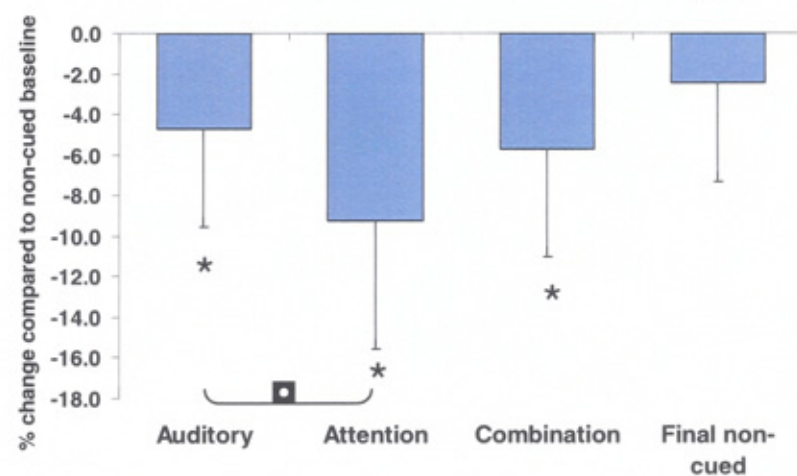 % change compared to non-cued baseline
0.0
-2.0
-4.0
-6.0
-8.0
-10.0
-12.0
-14.0
-16.0
-18.0
*
*
*
Auditory
Attention
Combination
Final non-
cued